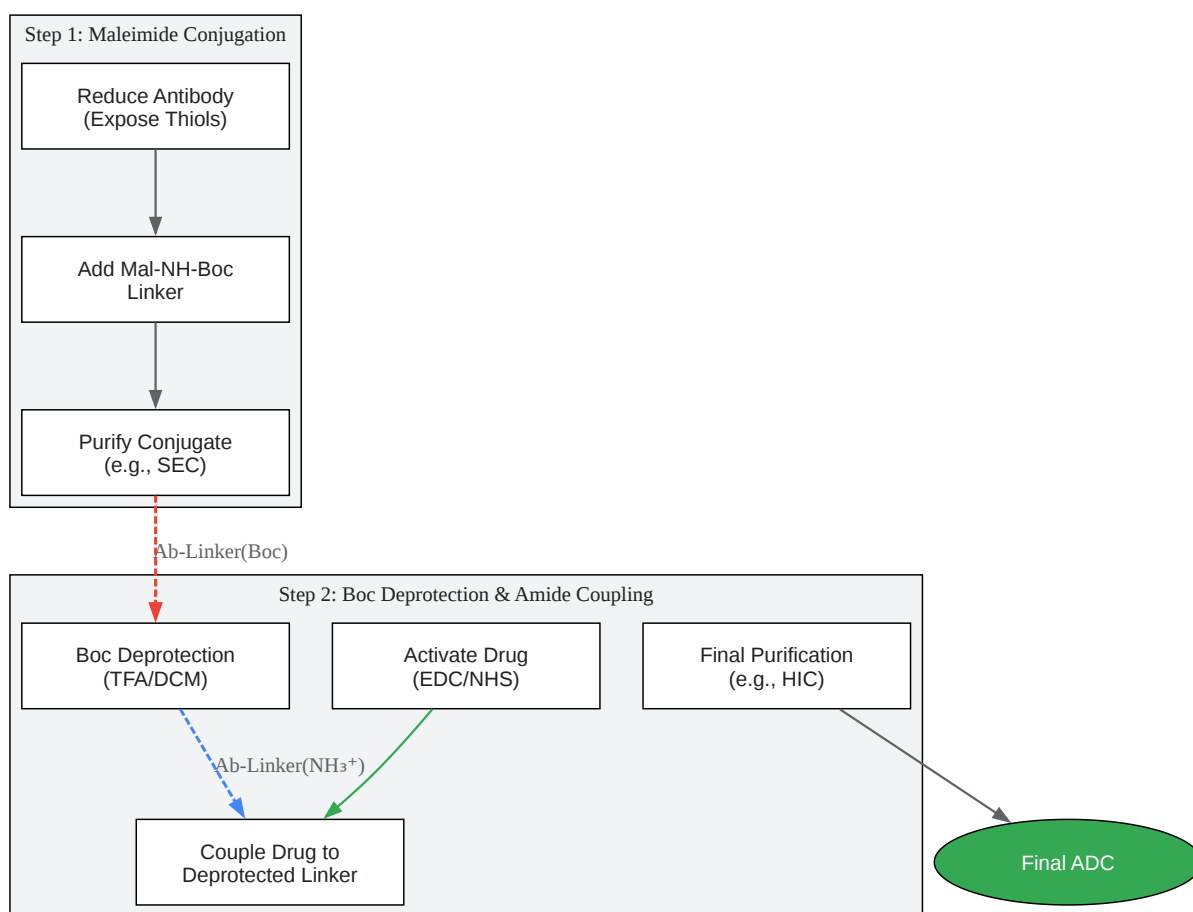 Step 1: Maleimide Conjugation
Reduce Antibody
(Expose Thiols)
Add Mal-NH-Boc
Linker
Purify Conjugate
(e.g., SEC)
Ab-Linker(Boc)
Step 2: Boc Deprotection & Amide Coupling
Boc Deprotection
(TFA/DCM)
Activate Drug
(EDC/NHS)
Final Purification
(e.g., HIC)
Ab-Linker(NH₃⁺)
Couple Drug to
Deprotected Linker
Final ADC